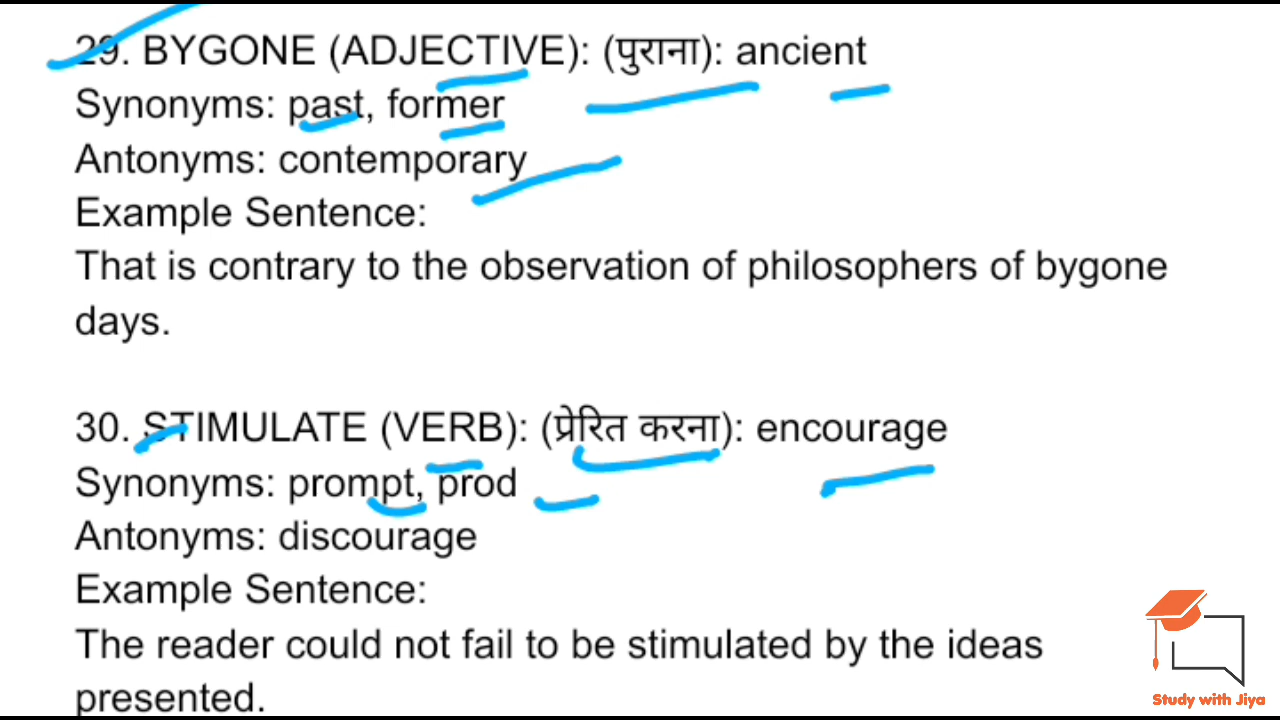 29. BYGONE (ADJECTIVE): (पुराना): ancient
Synonyms: past, former
Antonyms: contemporary
Example Sentence:
That is contrary to the observation of philosophers of bygone
days.
30. STIMULATE (VERB): (प्रेरित करना): encourage
Synonyms: prompt, prod
Antonyms: discourage
Example Sentence:
The reader could not fail to be stimulated by the ideas
presented.
Study with Jiya